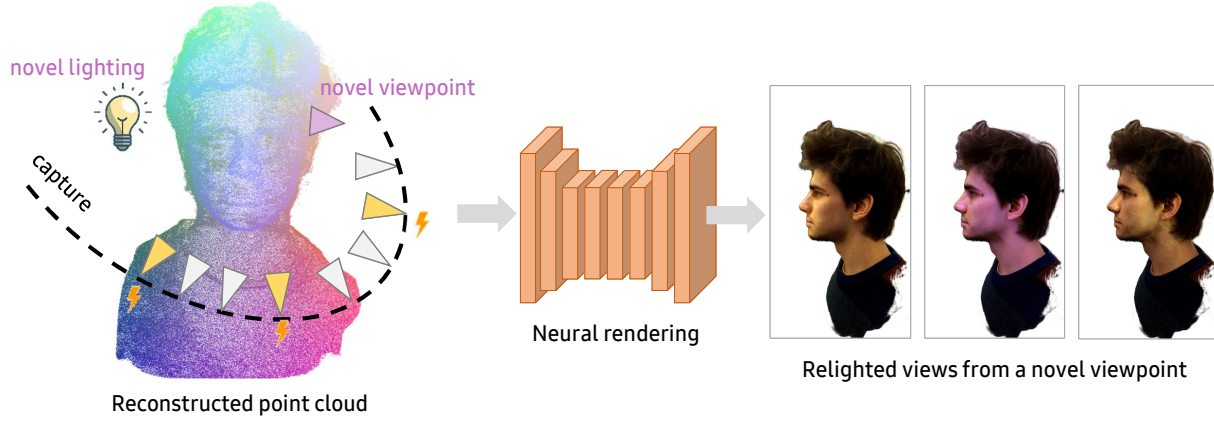 novel lighting
novel viewpoint
capture
Reconstructed point cloud
Neural rendering
Relighted views from a novel viewpoint